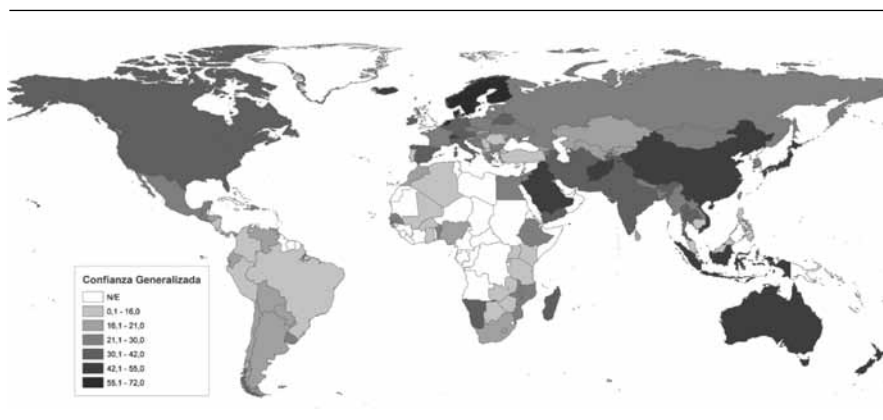 Confianza Generalizada
N/E
0,1 - 16,0
16,1 - 21,0
21,1 - 30,0
30,1 - 42,0
42,1 - 55,0
55,1 - 72,0